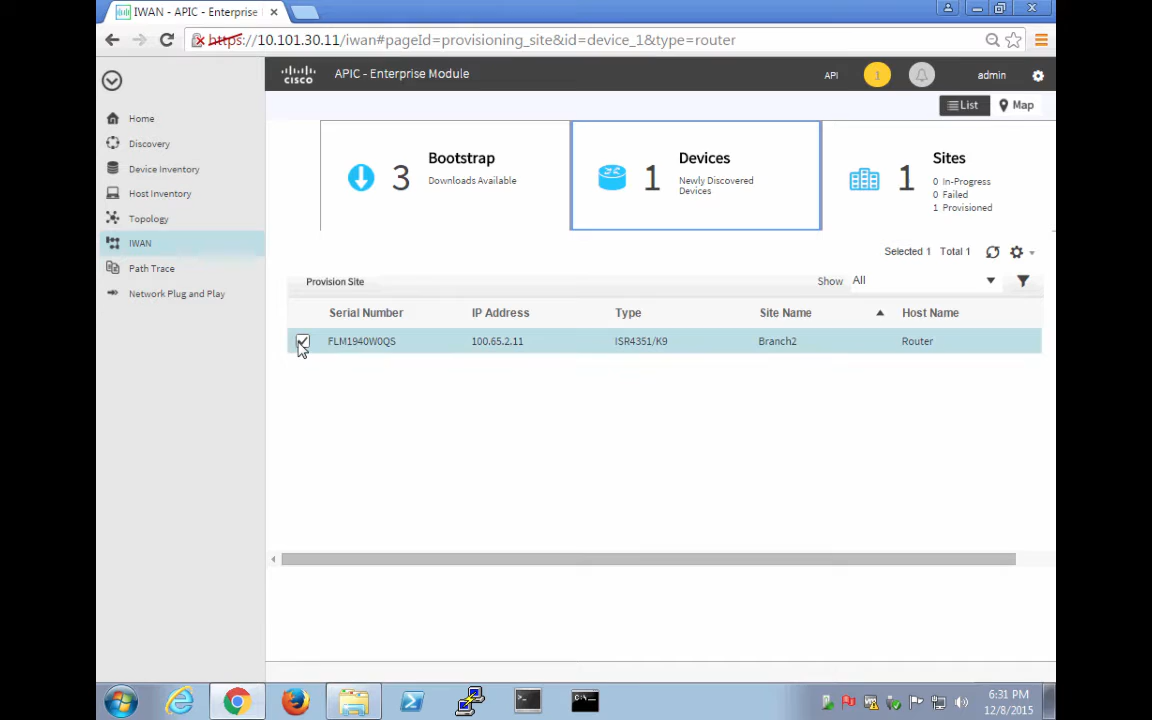 IWAN - APIC - Enterprise
https://10.101.30.11/iwan#pageId=provisioning_site&id=device_1&type=router
cisco
APIC - Enterprise Module
API
1
admin
List
Map
Home
Discovery
Device Inventory
Host Inventory
Topology
IWAN
Path Trace
Network Plug and Play
3
Bootstrap
Downloads Available
1
Devices
Newly Discovered
Devices
1
Sites
0 In-Progress
0 Failed
1 Provisioned
Selected 1 Total 1
Provision Site
Show All
Serial Number IP Address Type Site Name Host Name
FLM1940W0QS 100.65.2.11 ISR4351/K9 Branch2 Router
6:31 PM
12/8/2015